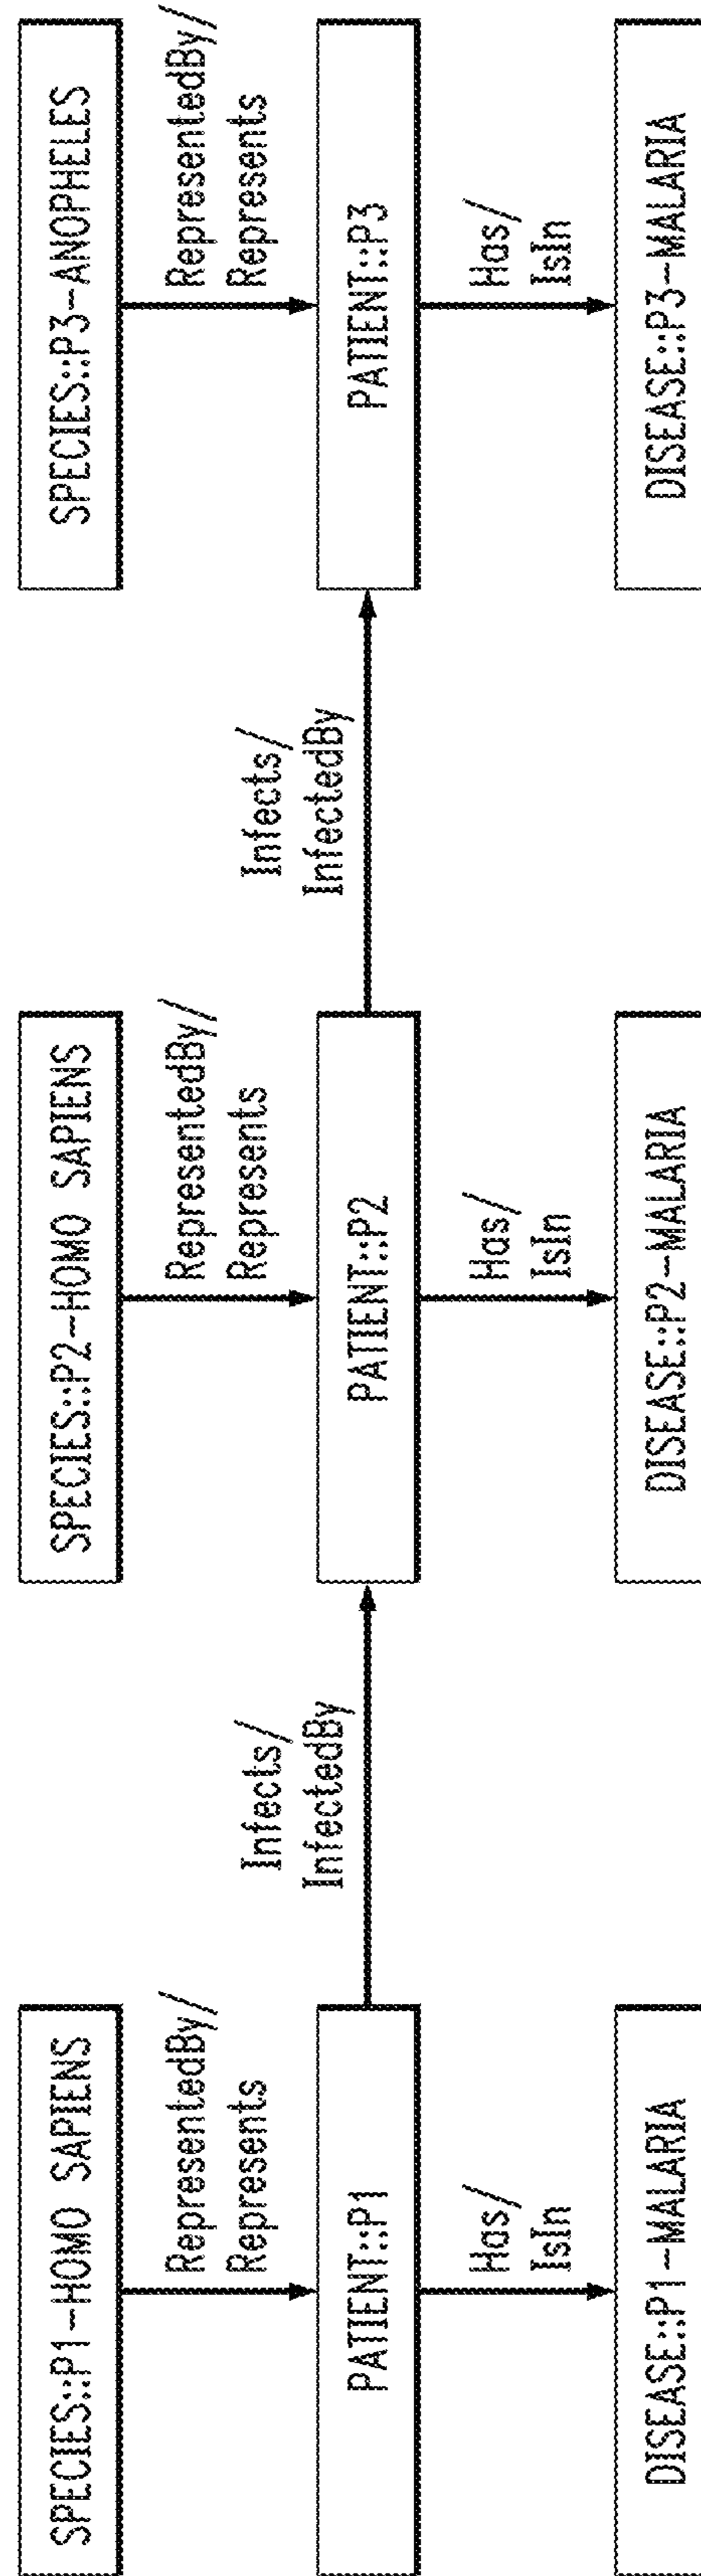 SPECIES::P1-HOMO SAPIENS
RepresentedBy/
Represents
PATIENT::P1
Has/
IsIn
DISEASE::P1-MALARIA
Infects/
InfectedBy
SPECIES::P2-HOMO SAPIENS
RepresentedBy/
Represents
PATIENT::P2
Has/
IsIn
DISEASE::P2-MALARIA
Infects/
InfectedBy
SPECIES::P3-ANOPHELES
RepresentedBy/
Represents
PATIENT::P3
Has/
IsIn
DISEASE::P3-MALARIA